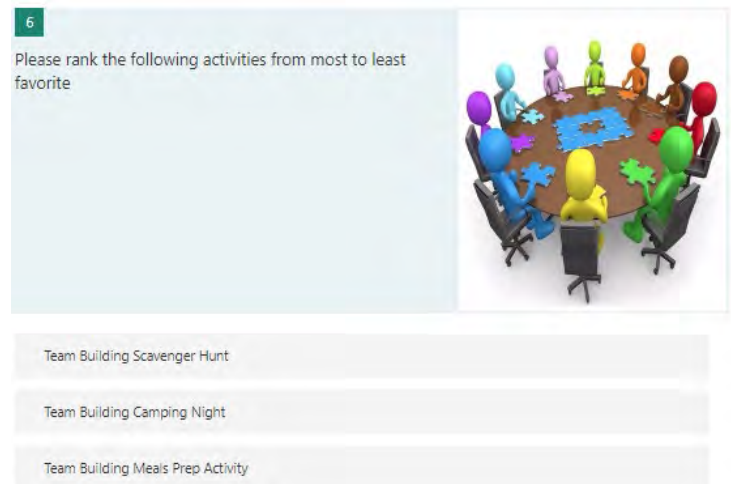 6
Please rank the following activities from most to least
favorite
Team Building Scavenger Hunt
Team Building Camping Night
Team Building Meals Prep Activity